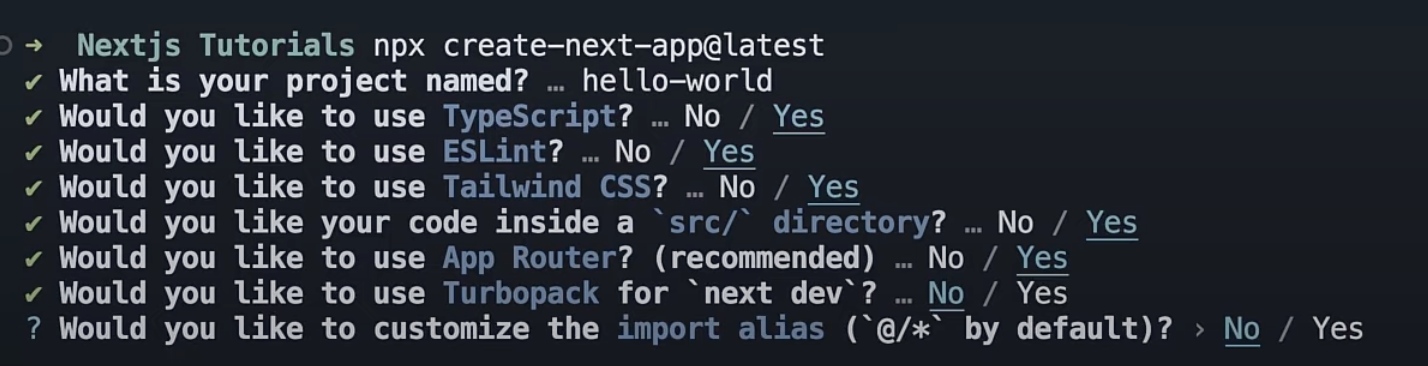 ➜ Nextjs Tutorials npx create-next-app@latest
✔ What is your project named? … hello-world
✔ Would you like to use TypeScript? … No / Yes
✔ Would you like to use ESLint? … No / Yes
✔ Would you like to use Tailwind CSS? … No / Yes
✔ Would you like your code inside a `src/` directory? … No / Yes
✔ Would you like to use App Router? (recommended) … No / Yes
✔ Would you like to use Turbopack for `next dev`? … No / Yes
? Would you like to customize the import alias (`@/*` by default)? › No / Yes